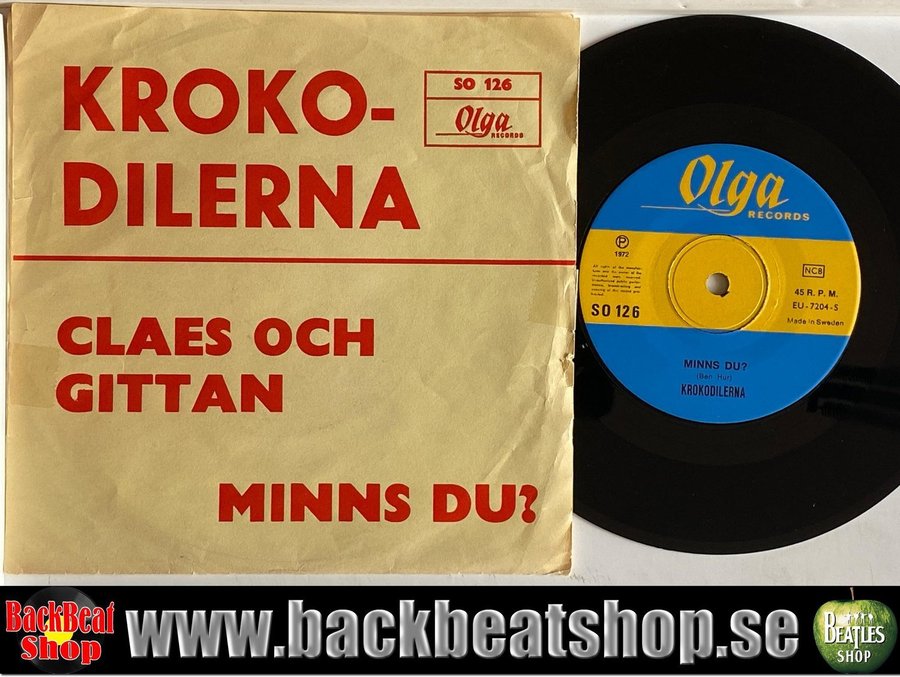 KROKO-
DILERNA
SO 126
Olga
RECORDS
CLAES OCH
GITTAN
MINNS DU?
Olga
RECORDS
P
1972
NCB
45 R. P. M.
EU-7204-S
SO 126
Made in Sweden
MINNS DU?
(Ben Hur)
KROKODILERNA
BackBeat
Shop
www.backbeatshop.se
BEATLES
SHOP